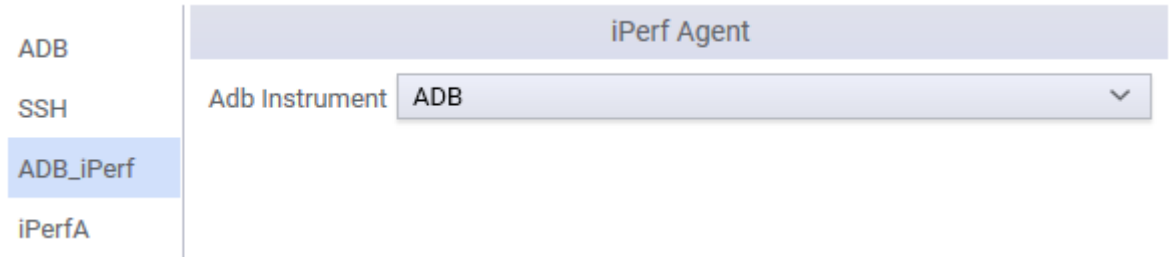 ADB
SSH
ADB_iPerf
iPerfA
iPerf Agent
Adb Instrument ADB